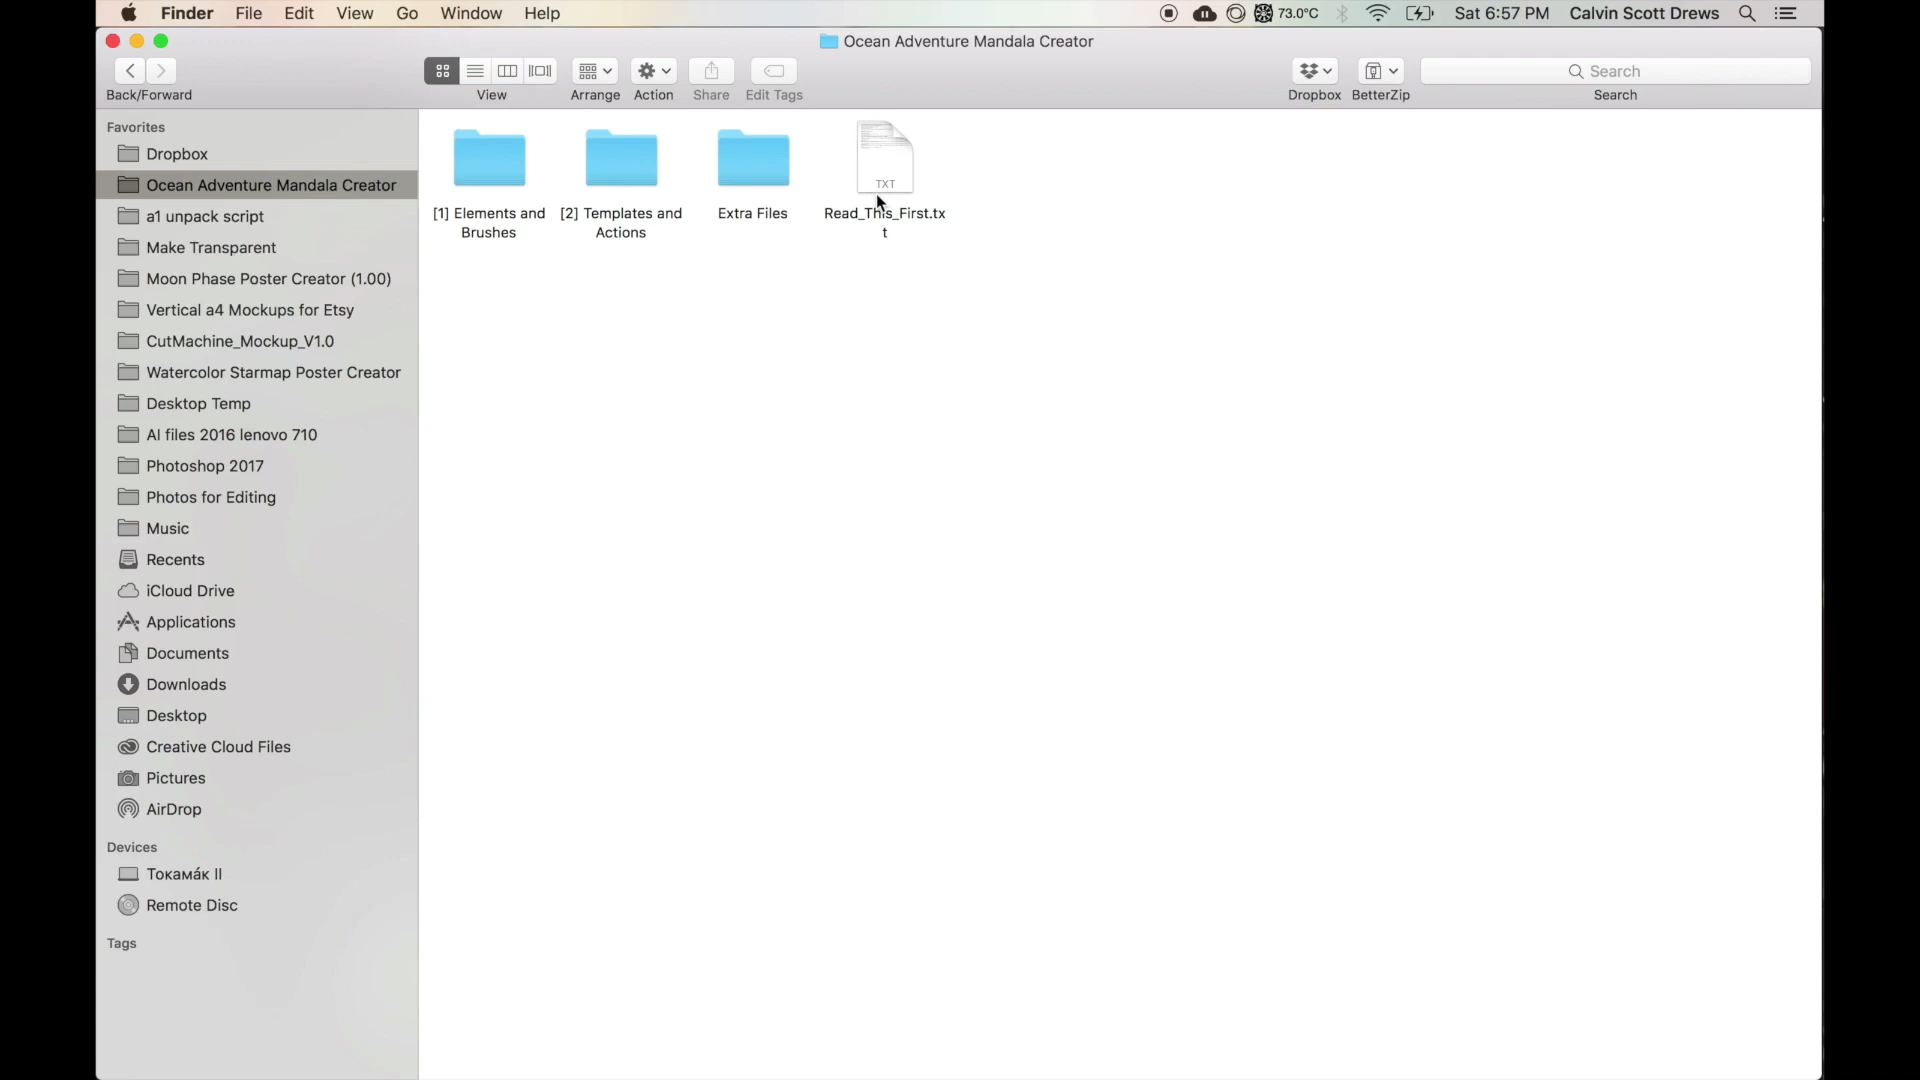 Finder File Edit View Go Window Help 73.0°C Sat 6:57 PM Calvin Scott Drews
Ocean Adventure Mandala Creator
Search
Back/Forward View Arrange Action Share Edit Tags Dropbox BetterZip Search
Favorites
Dropbox
Ocean Adventure Mandala Creator
a1 unpack script
Make Transparent
Moon Phase Poster Creator (1.00)
Vertical a4 Mockups for Etsy
CutMachine_Mockup_V1.0
Watercolor Starmap Poster Creator
Desktop Temp
AI files 2016 lenovo 710
Photoshop 2017
Photos for Editing
Music
Recents
iCloud Drive
Applications
Documents
Downloads
Desktop
Creative Cloud Files
Pictures
AirDrop
Devices
Токамáк II
Remote Disc
Tags
[1] Elements and
Brushes
[2] Templates and
Actions
Extra Files
TXT
Read_This_First.tx
t